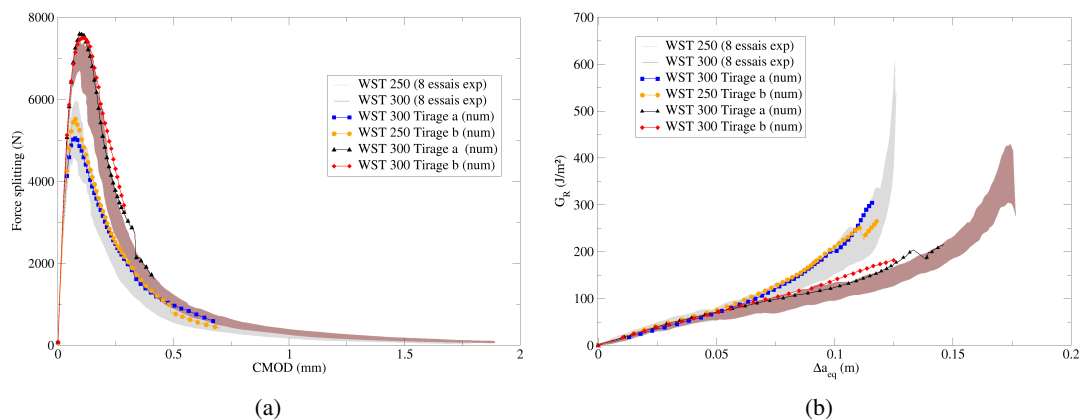 8000
6000
4000
2000
0
Force splitting (N)
WST 250 (8 essais exp)
WST 300 (8 essais exp)
WST 300 Tirage a (num)
WST 250 Tirage b (num)
WST 300 Tirage a (num)
WST 300 Tirage b (num)
0
0.5
1
1.5
2
CMOD (mm)
(a)
700
600
500
400
300
200
100
0
G_R (J/m²)
WST 250 (8 essais exp)
WST 300 (8 essais exp)
WST 300 Tirage a (num)
WST 250 Tirage b (num)
WST 300 Tirage a (num)
WST 300 Tirage b (num)
0
0.05
0.1
0.15
0.2
Δa_eq (m)
(b)